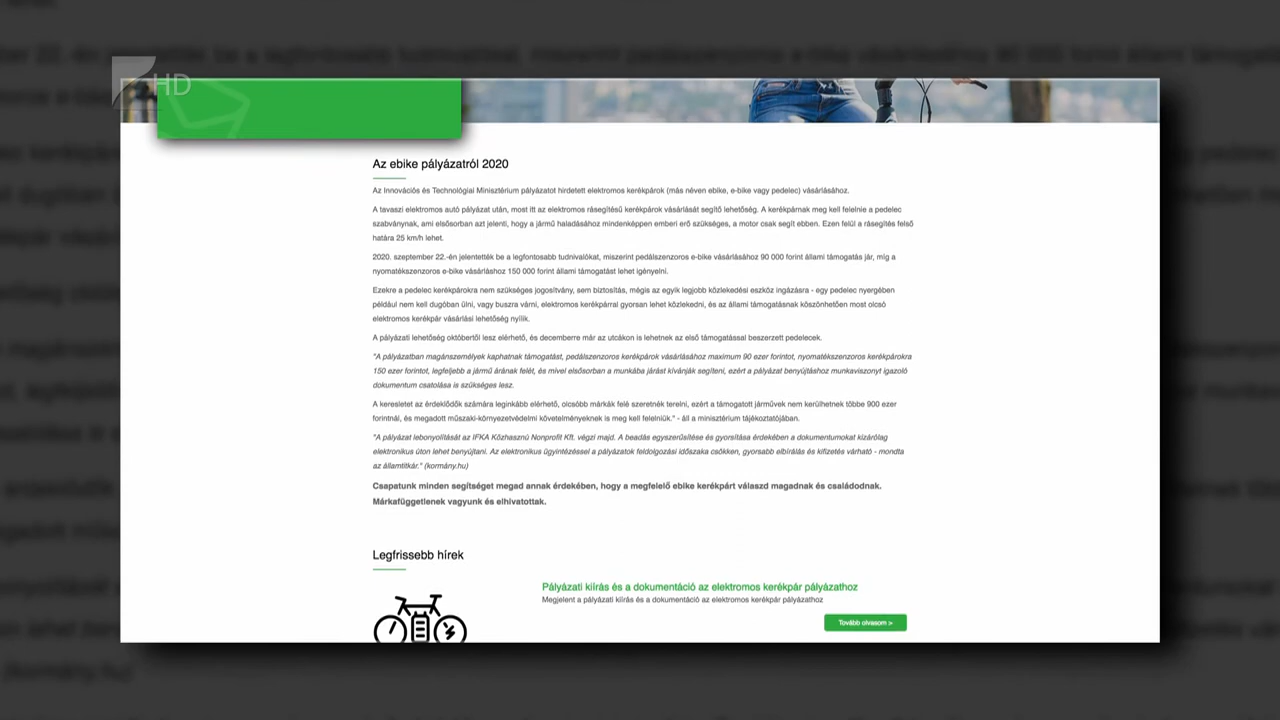 HD
Az ebike pályázatról 2020
Az Innovációs és Technológiai Minisztérium pályázatot hirdetett elektromos kerékpárok (más néven ebike, e-bike vagy pedelec) vásárlásához.
A tavaszi elektromos autó pályázat után, most itt az elektromos rásegítésű kerékpárok vásárlását segítő lehetőség. A kerékpárnak meg kell felelnie a pedelec
szabványnak, ami elsősorban azt jelenti, hogy a jármű haladásához mindenképpen emberi erő szükséges, a motor csak segít ebben. Ezen felül a rásegítés felső
határa 25 km/h lehet.
2020. szeptember 22.-én jelentették be a legfontosabb tudnivalókat, miszerint pedálszenzoros e-bike vásárlásához 90 000 forint állami támogatás jár, míg a
nyomatékszenzoros e-bike vásárláshoz 150 000 forint állami támogatást lehet igényelni.
Ezekre a pedelec kerékpárokra nem szükséges jogosítvány, sem biztosítás, mégis az egyik legjobb közlekedési eszköz ingázásra - egy pedelec nyergében
például nem kell dugóban ülni, vagy buszra várni, elektromos kerékpárral gyorsan lehet közlekedni, és az állami támogatásnak köszönhetően most olcsó
elektromos kerékpár vásárlási lehetőség nyílik.
A pályázati lehetőség októbertől lesz elérhető, és decemberre már az utcákon is lehetnek az első támogatással beszerzett pedelecek.
"A pályázatban magánszemélyek kaphatnak támogatást, pedálszenzoros kerékpárok vásárlásához maximum 90 ezer forintot, nyomatékszenzoros kerékpárokra
150 ezer forintot, legfeljebb a jármű árának felét, és mivel elsősorban a munkába járást kívánják segíteni, ezért a pályázat benyújtáshoz munkaviszonyt igazoló
dokumentum csatolása is szükséges lesz.
A keresletet az érdeklődők számára leginkább elérhető, olcsóbb márkák felé szeretnék terelni, ezért a támogatott járművek nem kerülhetnek többe 900 ezer
forintnál, és megadott műszaki-környezetvédelmi követelményeknek is meg kell felelniük." - áll a minisztérium tájékoztatójában.
"A pályázat lebonyolítását az IFKA Közhasznú Nonprofit Kft. végzi majd. A beadás egyszerűsítése és gyorsítása érdekében a dokumentumokat kizárólag
elektronikus úton lehet benyújtani. Az elektronikus ügyintézéssel a pályázatok feldolgozási időszaka csökken, gyorsabb elbírálás és kifizetés várható - mondta
az államtitkár." (kormány.hu)
Csapatunk minden segítséget megad annak érdekében, hogy a megfelelő ebike kerékpárt válaszd magadnak és családodnak.
Márkafüggetlenek vagyunk és elhivatottak.
Legfrissebb hírek
Pályázati kiírás és a dokumentáció az elektromos kerékpár pályázathoz
Megjelent a pályázati kiírás és a dokumentáció az elektromos kerékpár pályázathoz
Tovább olvasom >